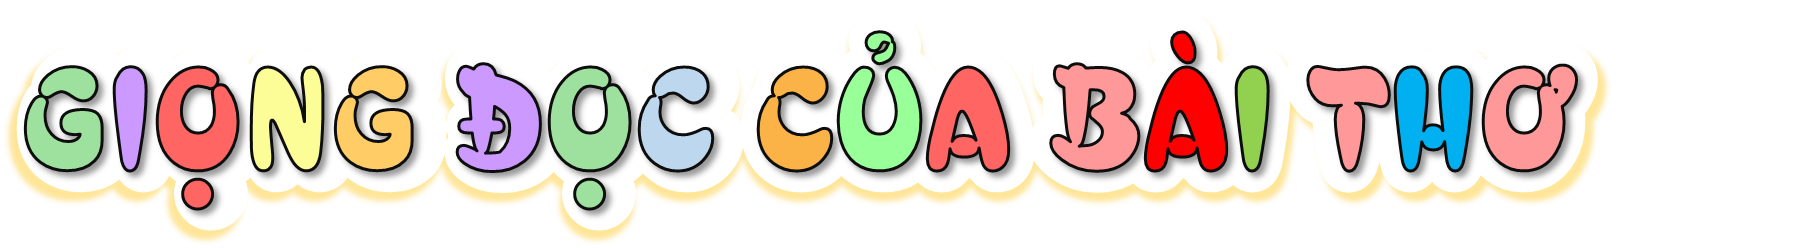 GIỌNG ĐỌC CỦA BÀI THƠ